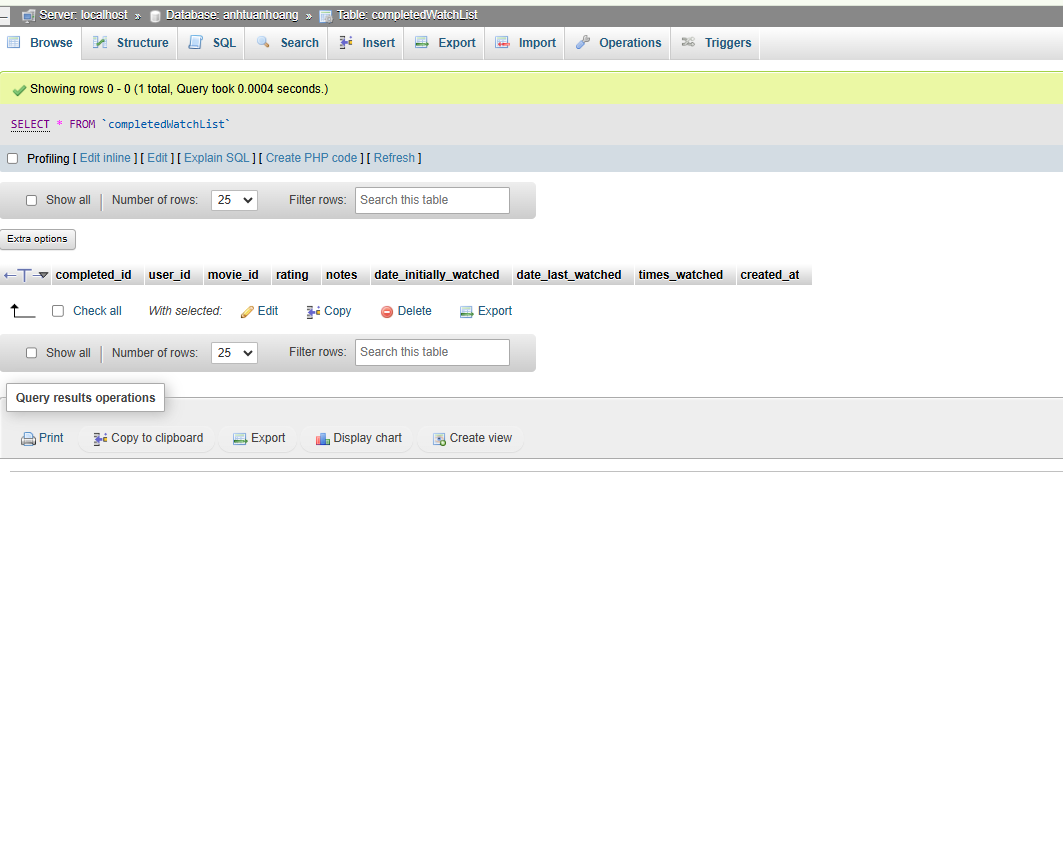 Server: localhost » Database: anhtuanhoang » Table: completedWatchList
Browse Structure SQL Search Insert Export Import Operations Triggers
Showing rows 0 - 0 (1 total, Query took 0.0004 seconds.)
SELECT * FROM `completedWatchList`
Profiling [ Edit inline ] [ Edit ] [ Explain SQL ] [ Create PHP code ] [ Refresh ]
Show all Number of rows: 25 Filter rows: Search this table
Extra options
completed_id user_id movie_id rating notes date_initially_watched date_last_watched times_watched created_at
Check all With selected: Edit Copy Delete Export
Show all Number of rows: 25 Filter rows: Search this table
Query results operations
Print Copy to clipboard Export Display chart Create view